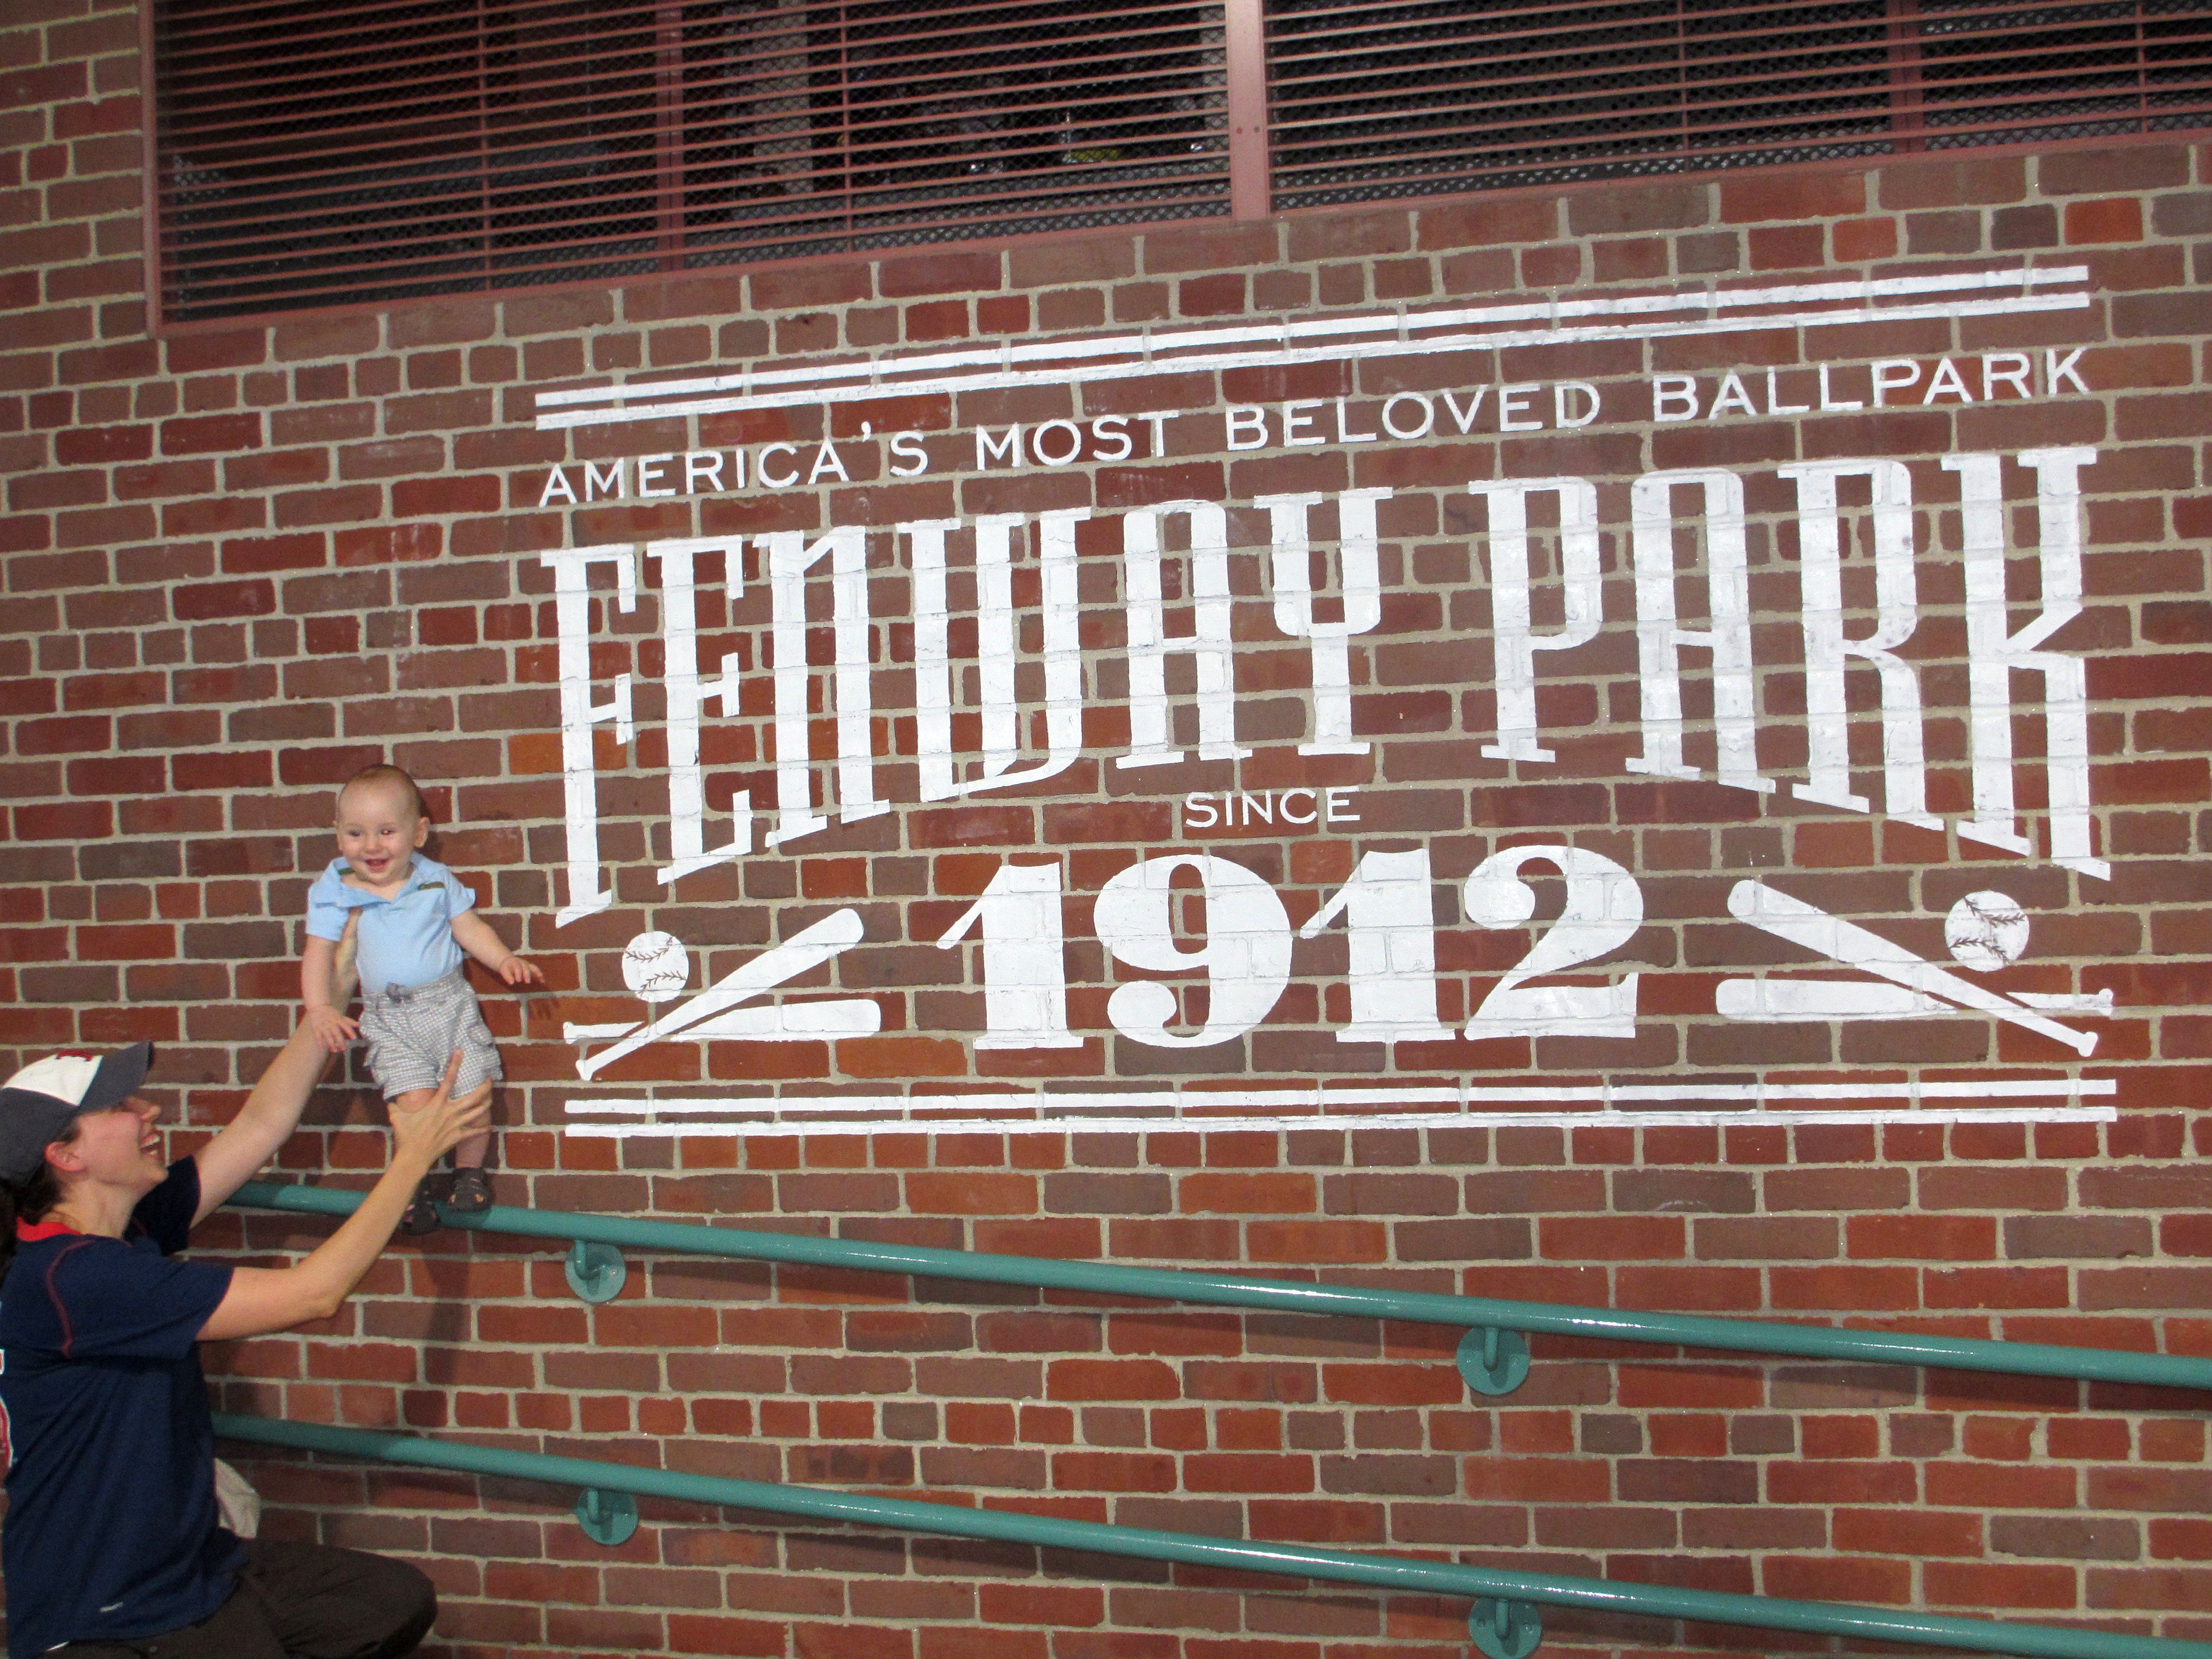 AMERICA'S MOST BELOVED BALLPARK
FENWAY PARK
SINCE
1912